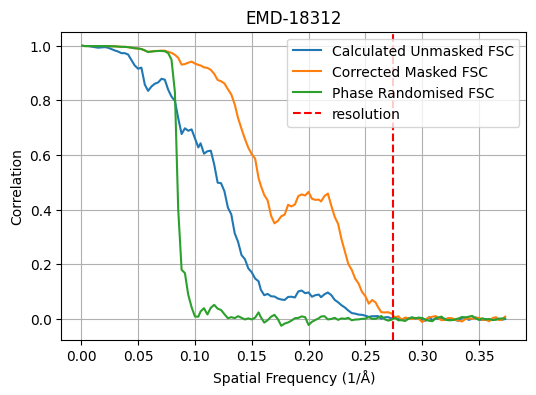 EMD-18312
Calculated Unmasked FSC
Corrected Masked FSC
Phase Randomised FSC
resolution
Correlation
1.0
0.8
0.6
0.4
0.2
0.0
0.00 0.05 0.10 0.15 0.20 0.25 0.30 0.35
Spatial Frequency (1/Å)